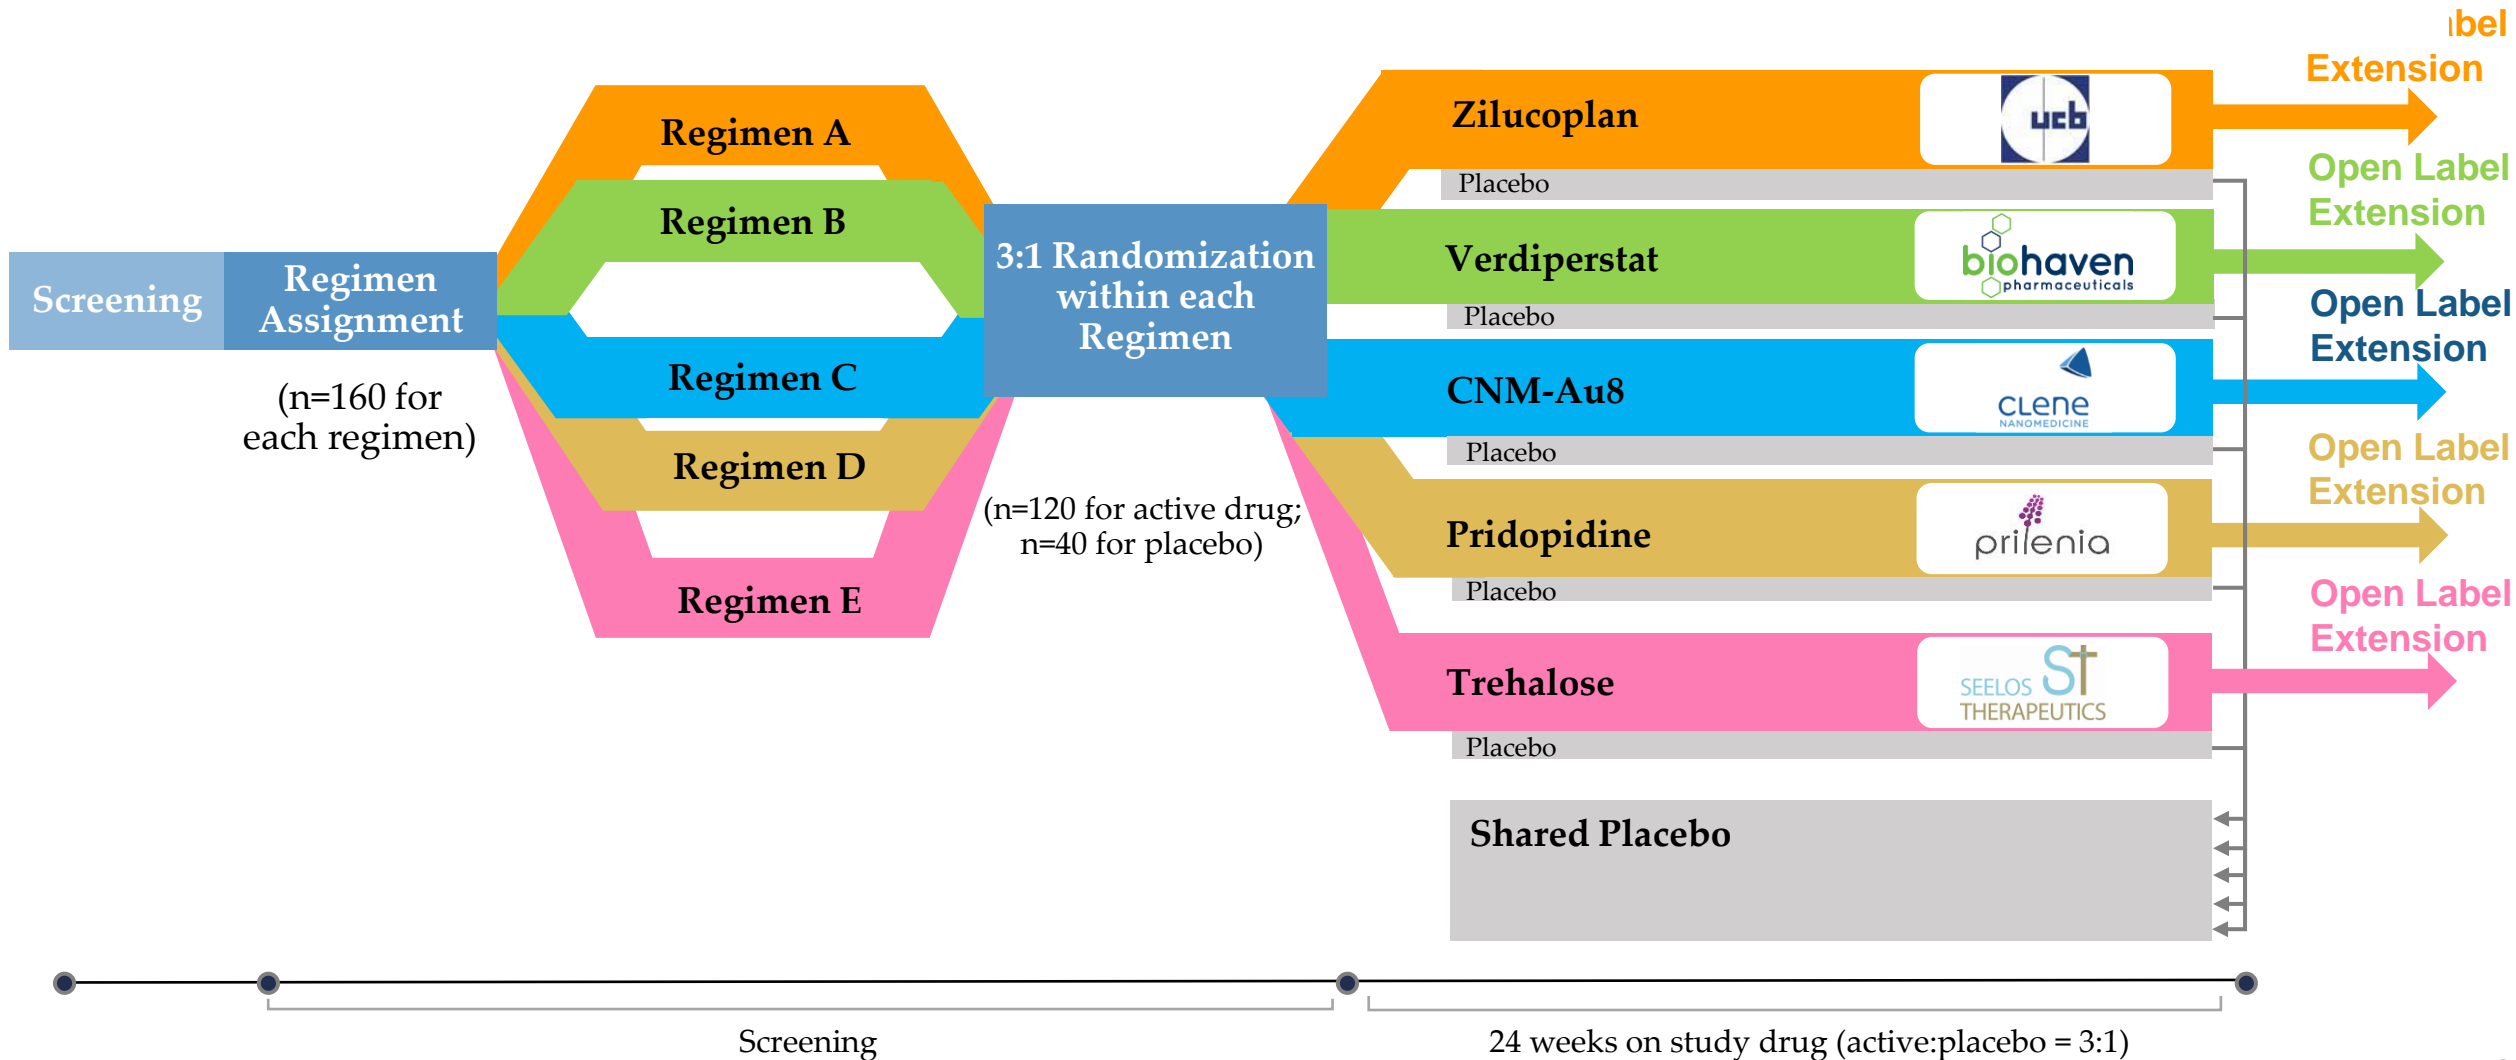 Screening
Regimen
Assignment
(n=160 for
each regimen)
Regimen A
Regimen B
Regimen C
Regimen D
Regimen E
3:1 Randomization
within each
Regimen
(n=120 for active drug;
n=40 for placebo)
Zilucoplan
ucb
Placebo
Verdiperstat
biohaven
pharmaceuticals
Placebo
CNM-Au8
CLENE
NANOMEDICINE
Placebo
Pridopidine
prilenia
Placebo
Trehalose
ST
SEELOS
THERAPEUTICS
Placebo
Shared Placebo
Extension
Open Label
Extension
Open Label
Extension
Open Label
Extension
Open Label
Extension
Screening
24 weeks on study drug (active:placebo = 3:1)